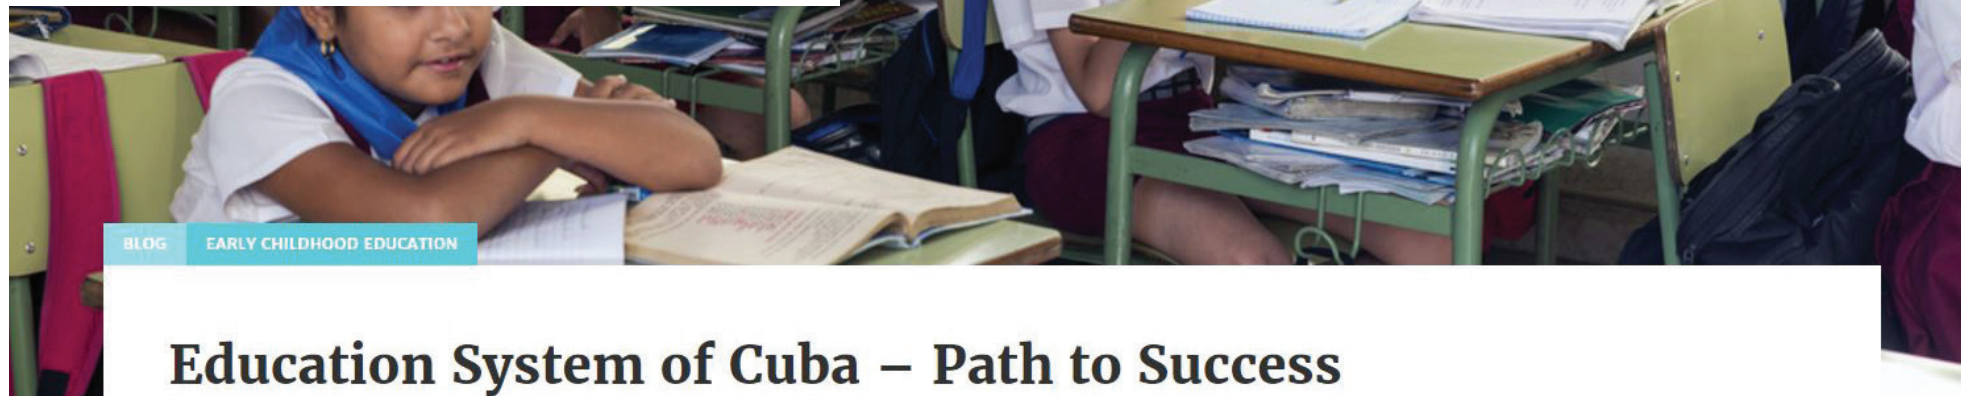 BLOG
EARLY CHILDHOOD EDUCATION
Education System of Cuba – Path to Success